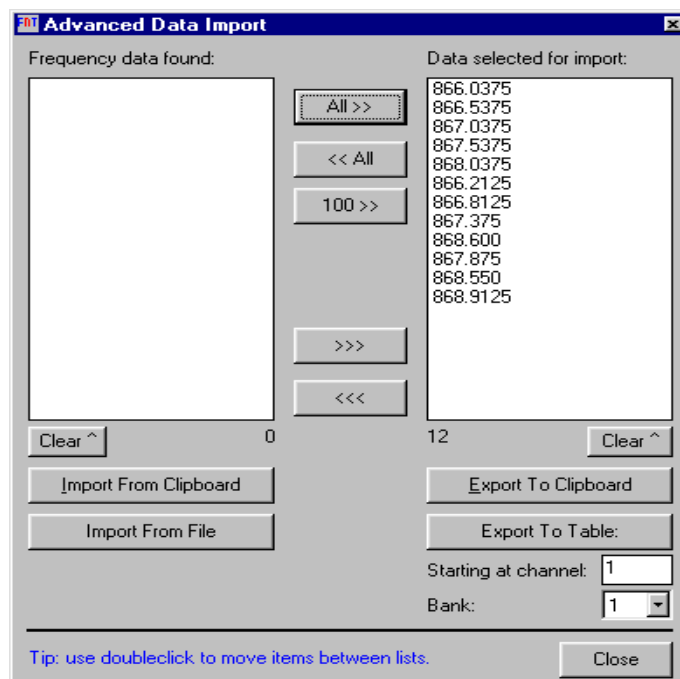 FDT Advanced Data Import
Frequency data found:
Data selected for import:
866.0375
866.5375
867.0375
867.5375
868.0375
866.2125
866.8125
867.375
868.600
867.875
868.550
868.9125
All >>
<< All
100 >>
>>>
<<<
Clear ^
0
12
Clear ^
Import From Clipboard
Export To Clipboard
Import From File
Export To Table:
Starting at channel: 1
Bank: 1
Tip: use doubleclick to move items between lists.
Close